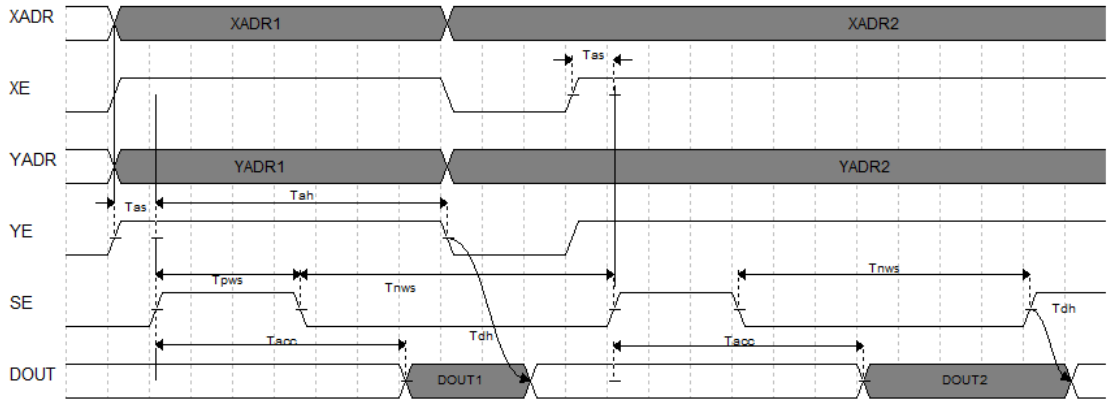 XADR XADR1 XADR2
Tas
XE
YADR YADR1 YADR2
Tas Tah
YE
Tpws Tnws Tnws
SE
Tdh Tdh
Tacc Tacc
DOUT DOUT1 DOUT2